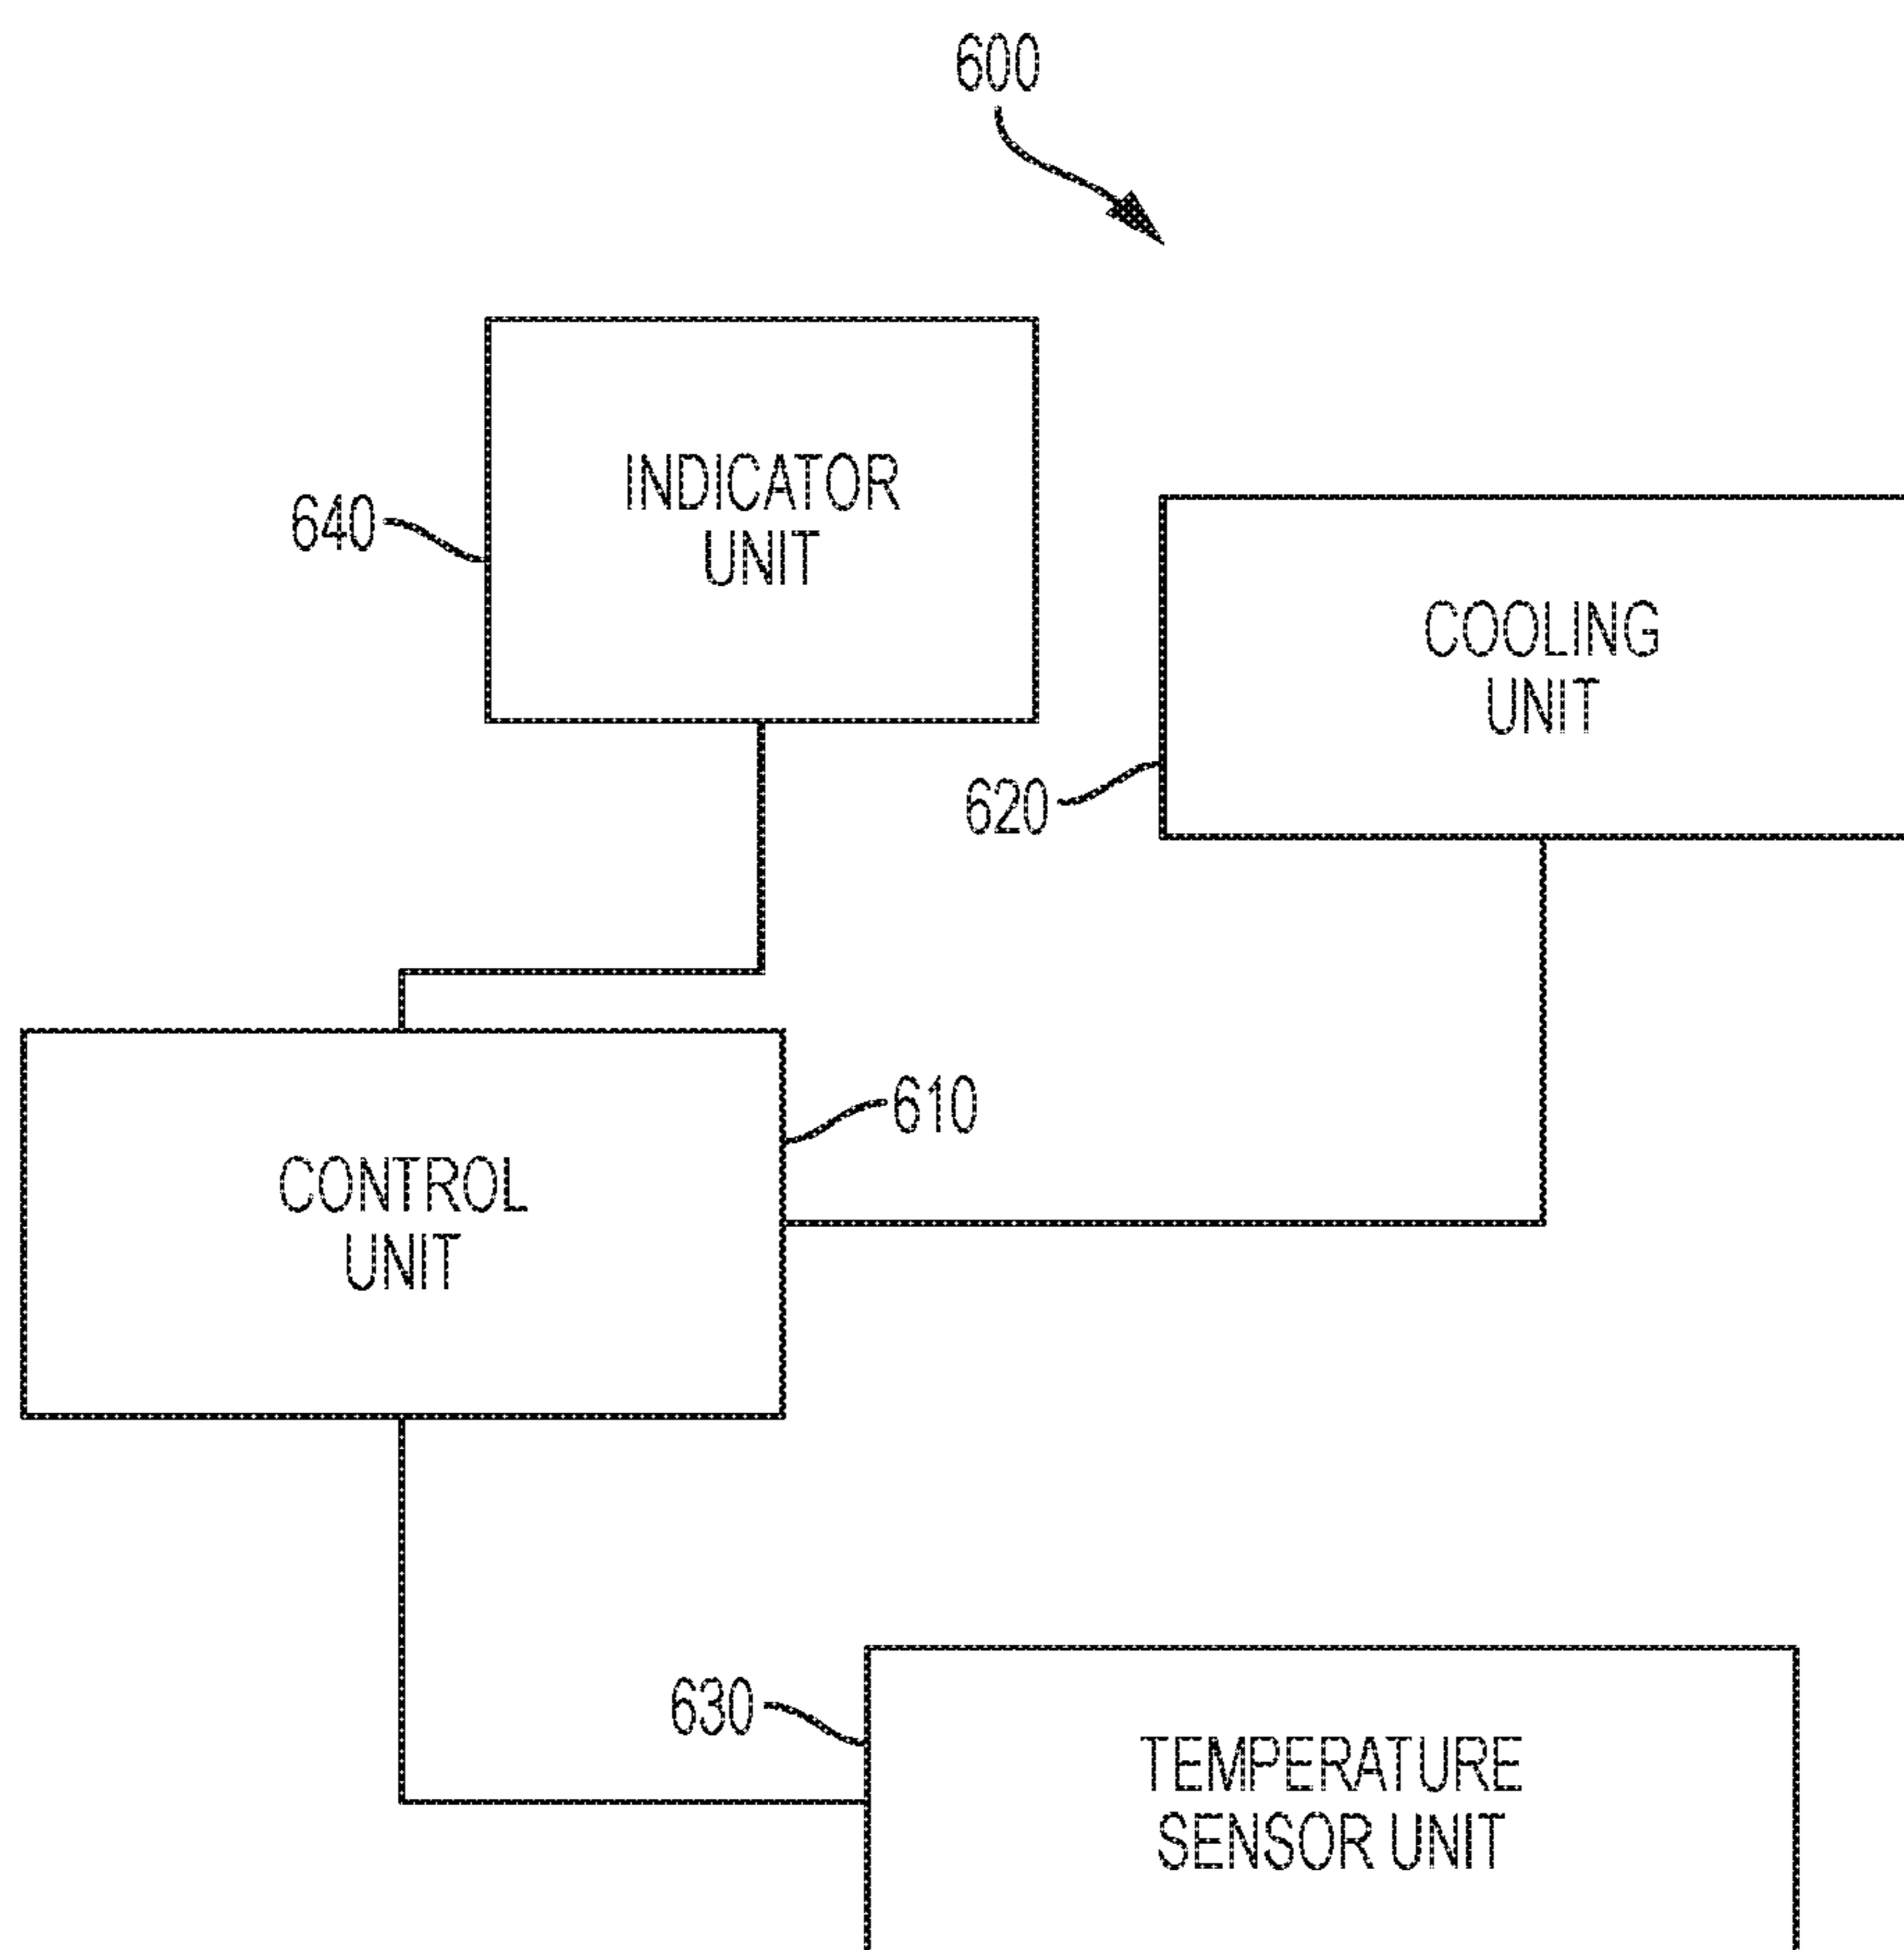 600
INDICATOR
UNIT
640
COOLING
UNIT
620
610
CONTROL
UNIT
630
TEMPERATURE
SENSOR UNIT